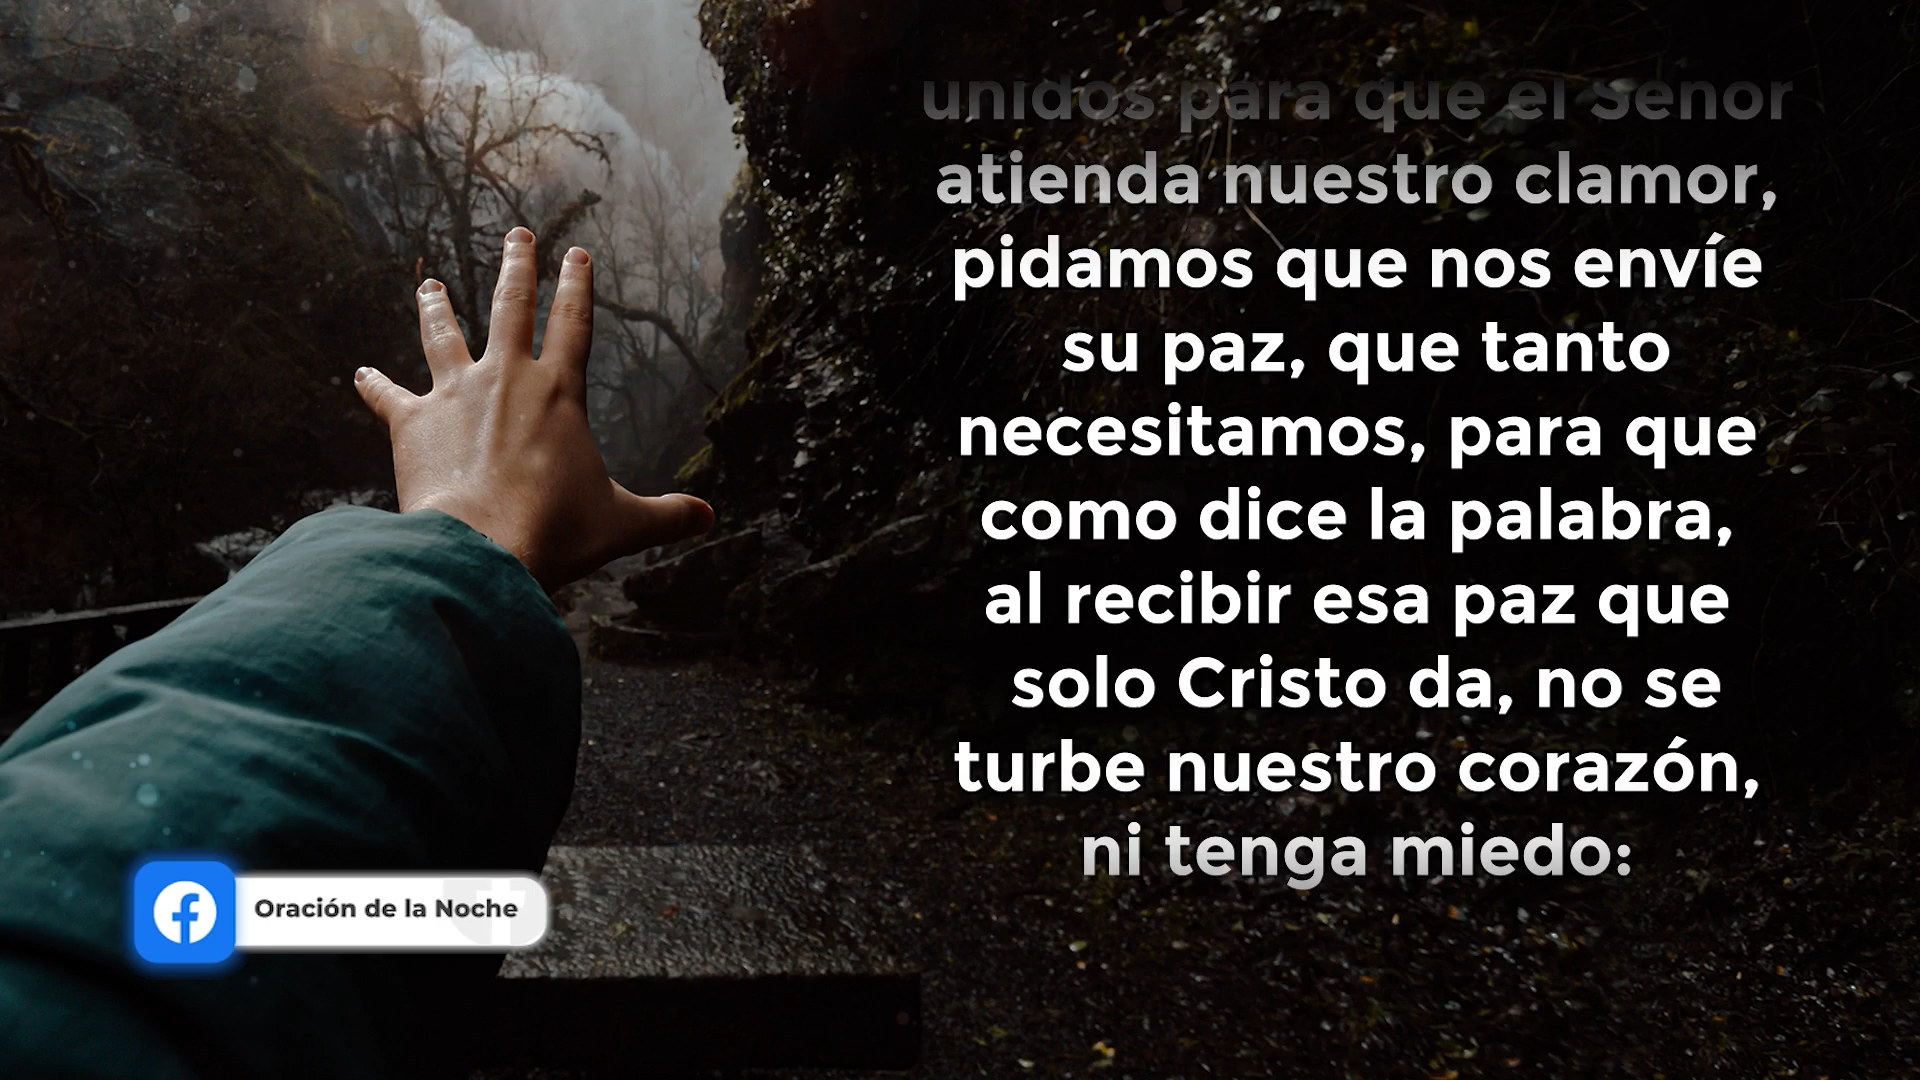 unidos para que el Señor
atienda nuestro clamor,
pidamos que nos envíe
su paz, que tanto
necesitamos, para que
como dice la palabra,
al recibir esa paz que
solo Cristo da, no se
turbe nuestro corazón,
ni tenga miedo:
Oración de la Noche